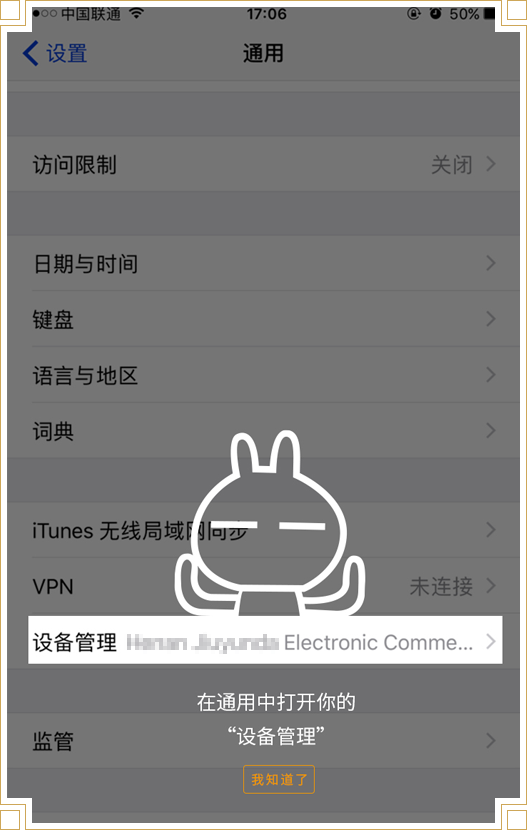 中国联通 17:06 50%
设置 通用
访问限制 关闭
日期与时间
键盘
语言与地区
词典
iTunes 无线局域网同步
VPN 未连接
设备管理 Electronic Comme...
监管
在通用中打开你的
“设备管理”
我知道了